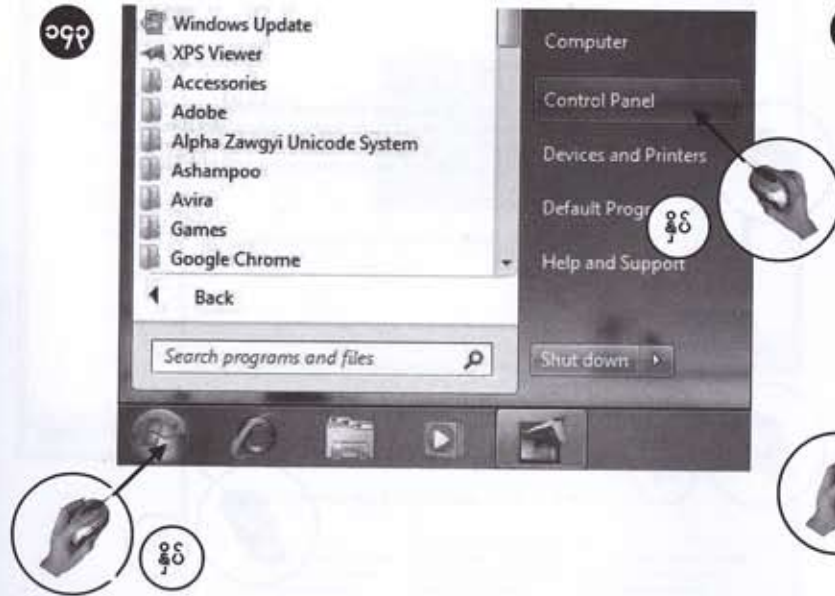 ၁၄၃
Windows Update
XPS Viewer
Accessories
Adobe
Alpha Zawgyi Unicode System
Ashampoo
Avira
Games
Google Chrome
Back
Search programs and files
Computer
Control Panel
Devices and Printers
Default Progr
Help and Support
Shut down
နှိပ်
နှိပ်